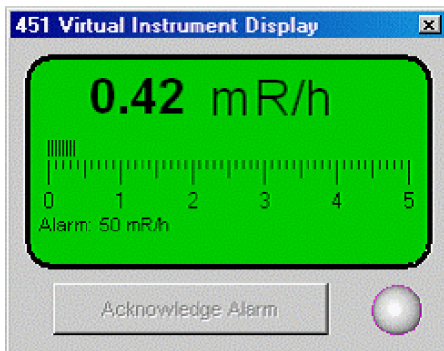 451 Virtual Instrument Display
0.42 mR/h
0 1 2 3 4 5
Alarm: 50 mR/h
Acknowledge Alarm